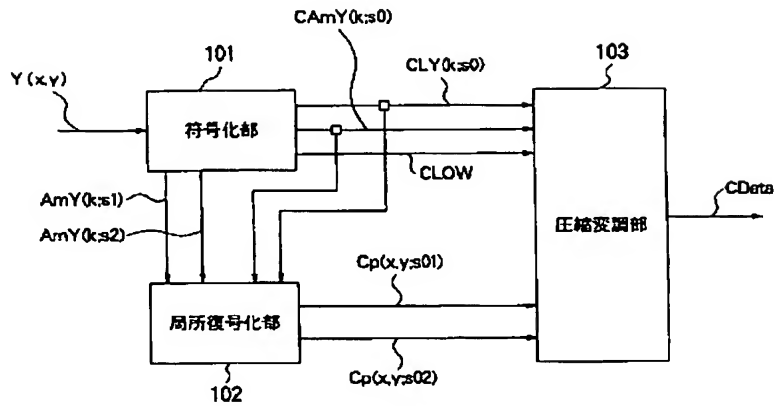 CAmY(k;s0)
101
CLY(k;s0)
103
Y(x,y)
符号化部
CLOW
AmY(k;s1)
AmY(k;s2)
圧縮変調部
CData
局所復号化部
Cp(x,y;s01)
102
Cp(x,y;s02)